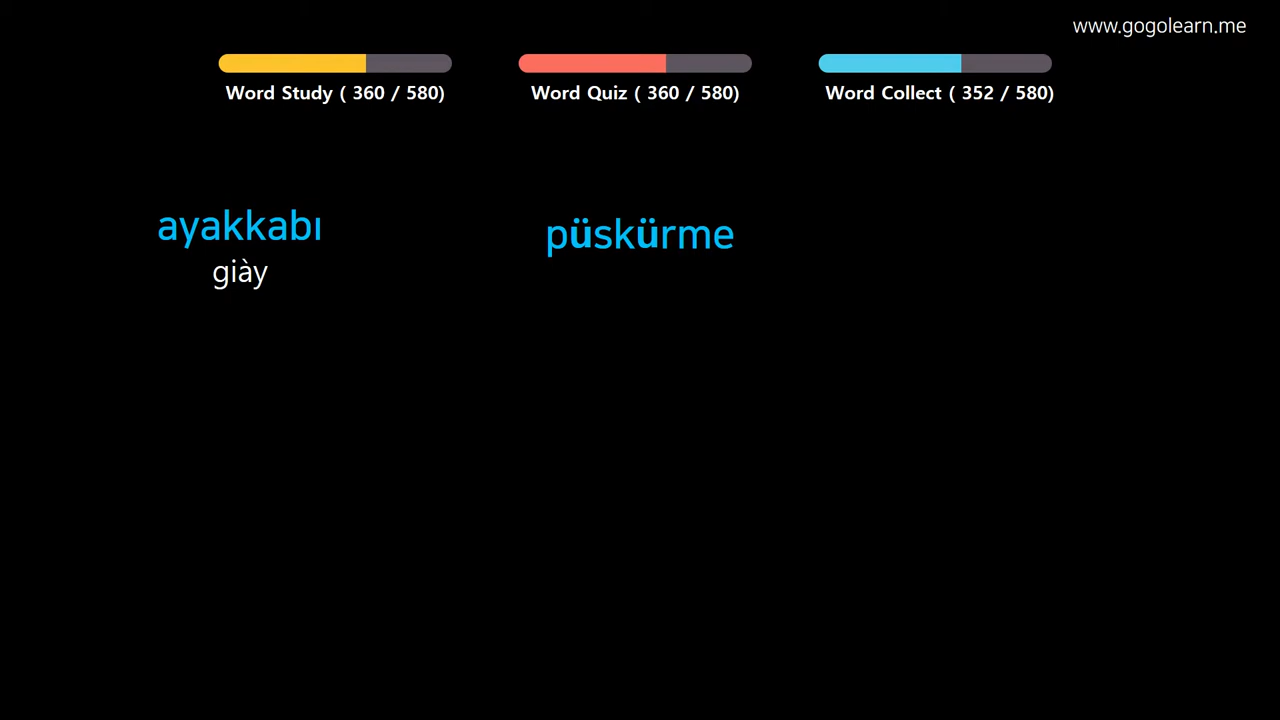 www.gogolearn.me
Word Study ( 360 / 580)
Word Quiz ( 360 / 580)
Word Collect ( 352 / 580)
ayakkabı
giày
püskürme